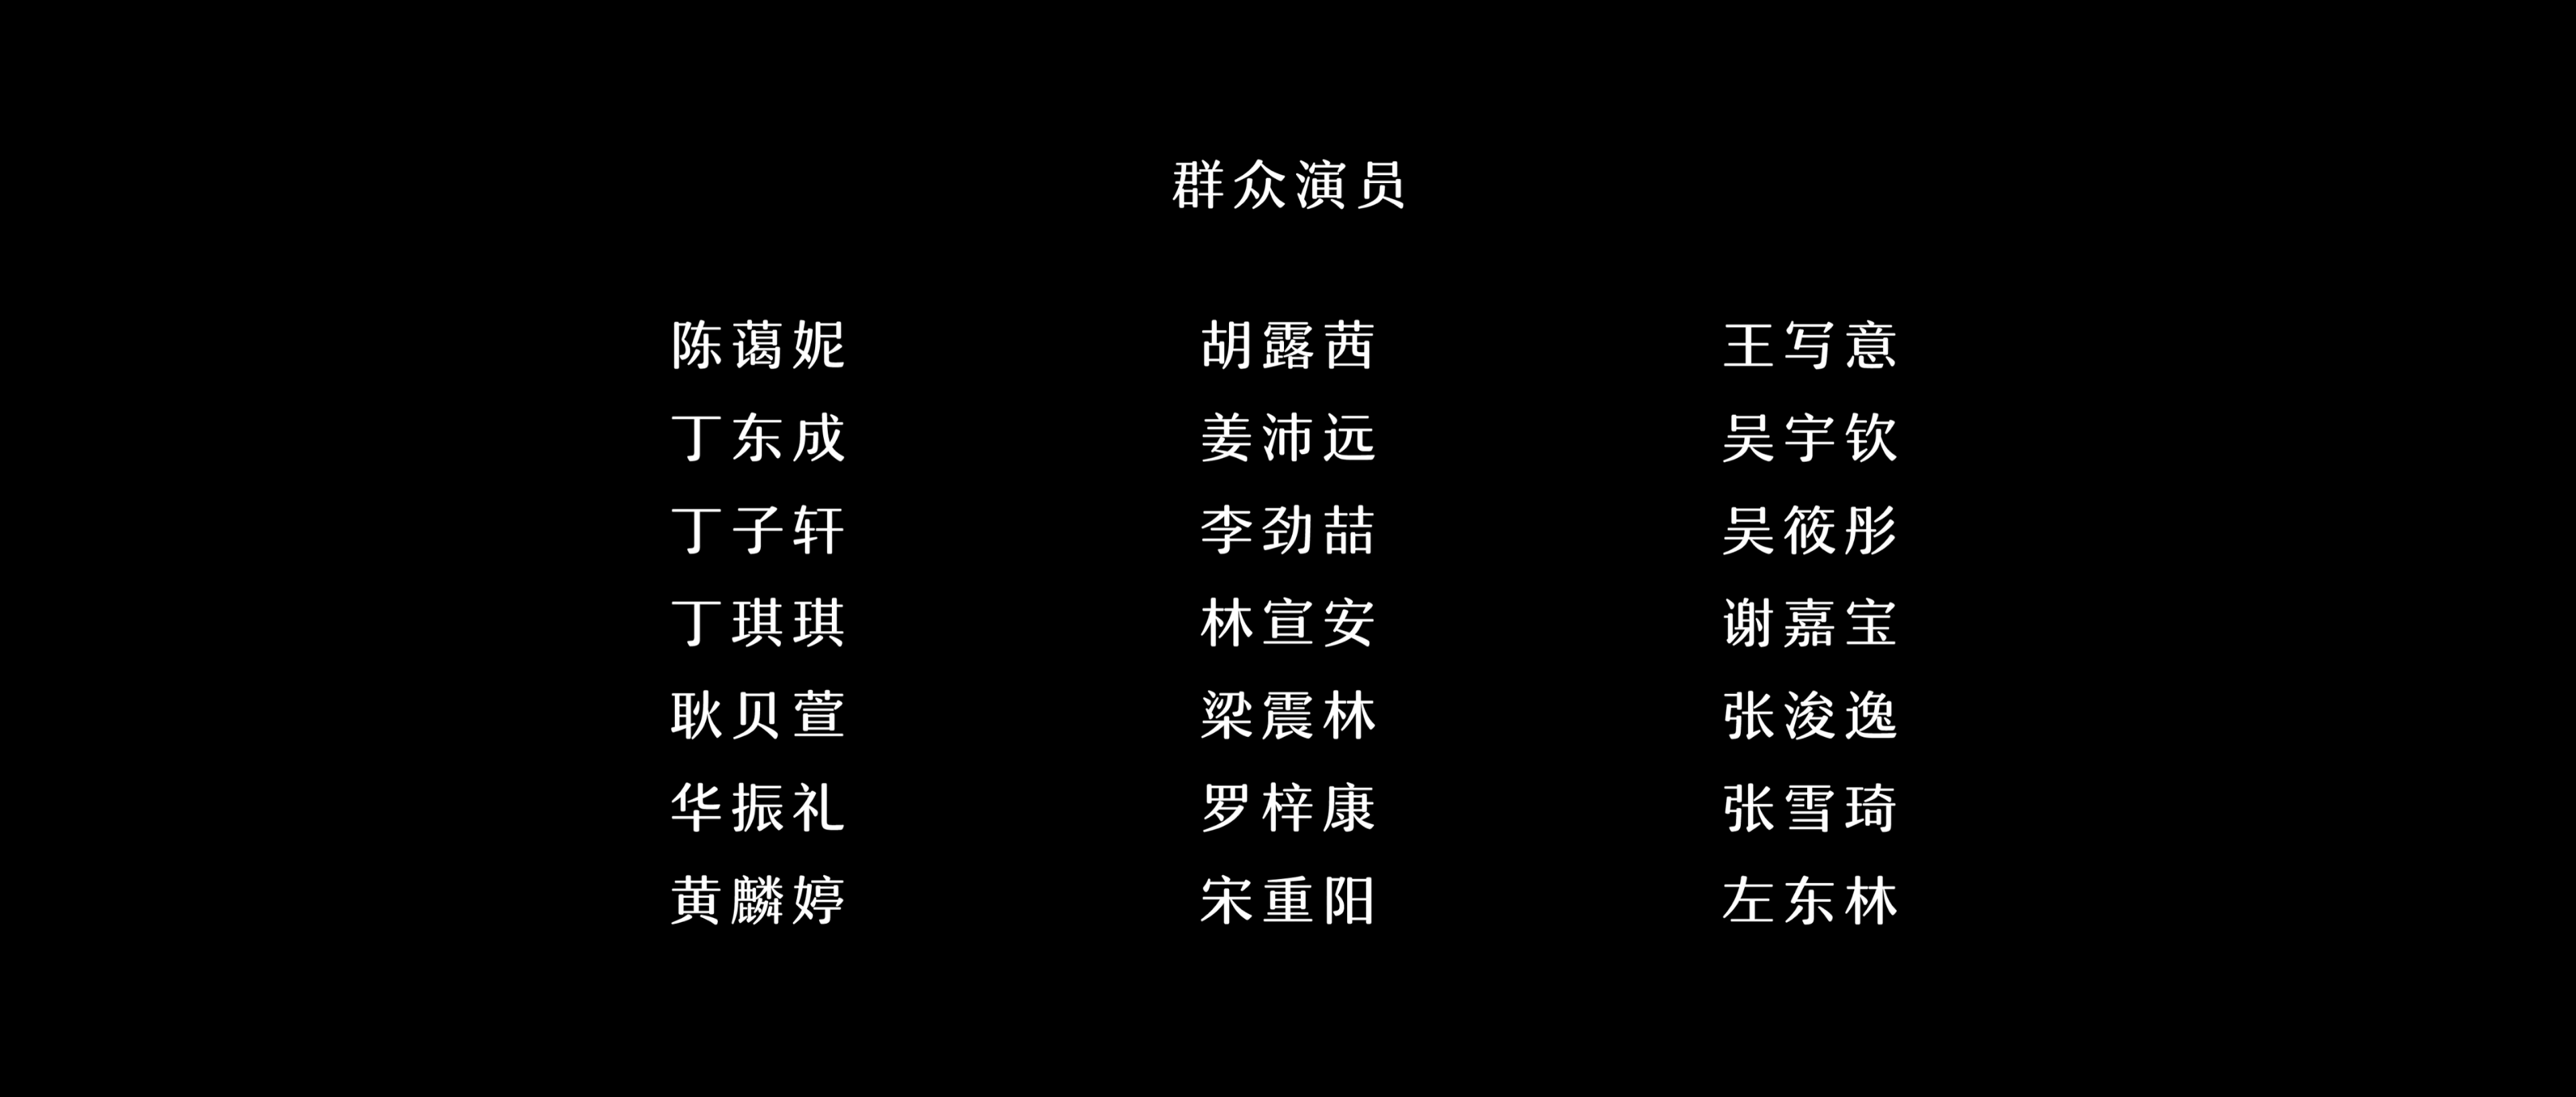 群众演员
陈蔼妮 胡露茜 王写意
丁东成 姜沛远 吴宇钦
丁子轩 李劲喆 吴筱彤
丁琪琪 林宣安 谢嘉宝
耿贝萱 梁震林 张浚逸
华振礼 罗梓康 张雪琦
黄麟婷 宋重阳 左东林